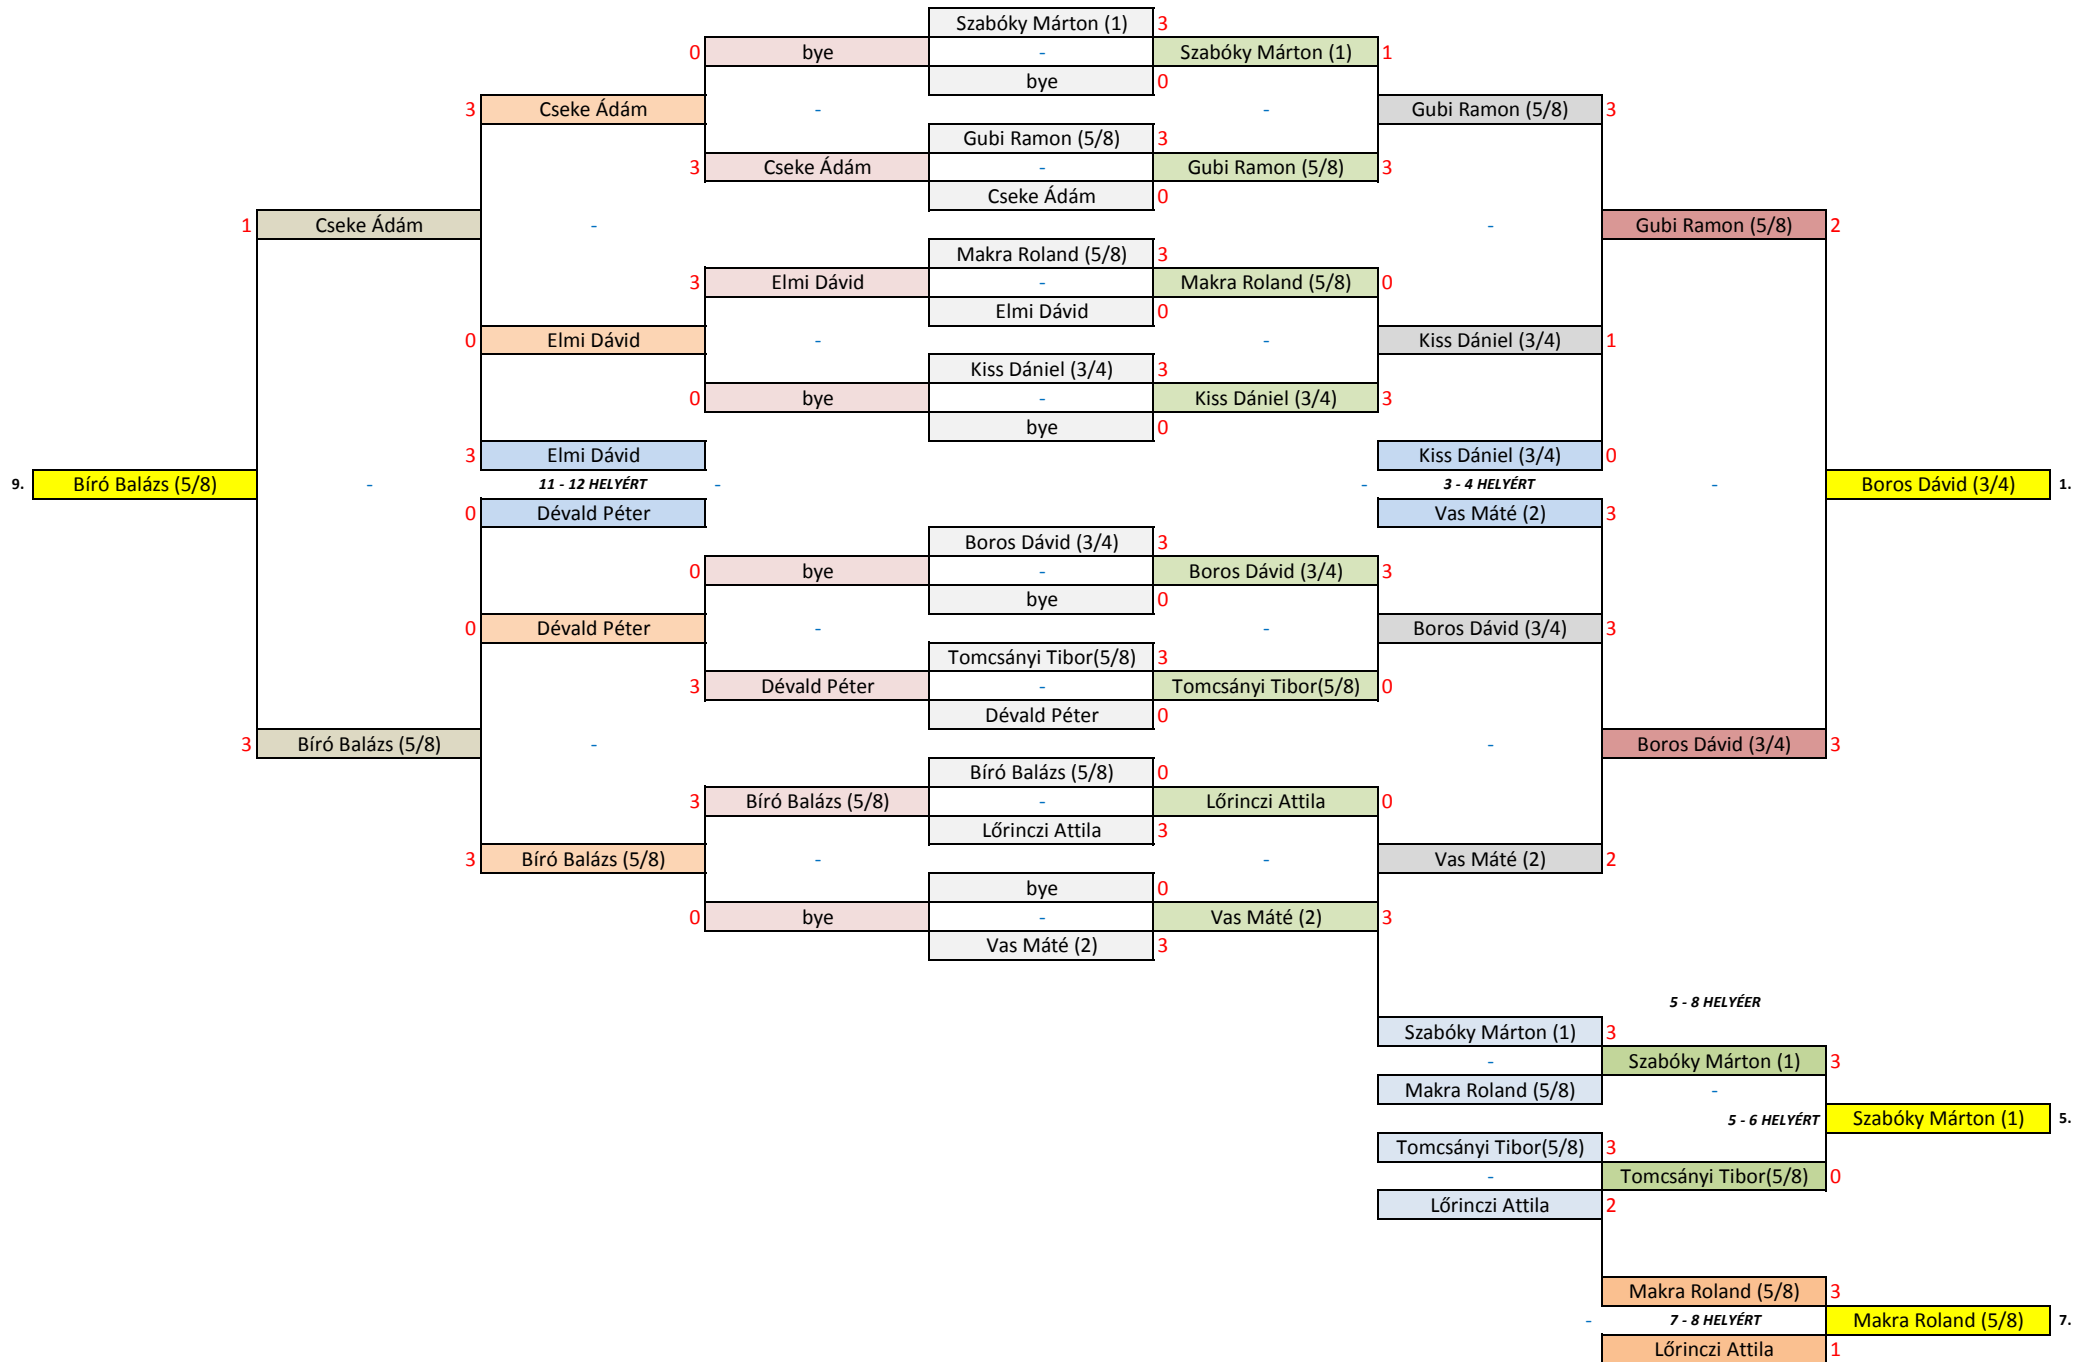 Szabóky Márton (1) 3
0 bye - Szabóky Márton (1) 1
bye 0
3 Cseke Ádám - - Gubi Ramon (5/8) 3
Gubi Ramon (5/8) 3
3 Cseke Ádám - Gubi Ramon (5/8) 3
Cseke Ádám 0
1 Cseke Ádám - - Gubi Ramon (5/8) 2
Makra Roland (5/8) 3
3 Elmi Dávid - Makra Roland (5/8) 0
Elmi Dávid 0
0 Elmi Dávid - - Kiss Dániel (3/4) 1
Kiss Dániel (3/4) 3
0 bye - Kiss Dániel (3/4) 3
bye 0
3 Elmi Dávid Kiss Dániel (3/4) 0
9. Bíró Balázs (5/8) - 11 - 12 HELYÉRT - - 3 - 4 HELYÉRT - Boros Dávid (3/4) 1.
0 Dévald Péter Vas Máté (2) 3
Boros Dávid (3/4) 3
0 bye - Boros Dávid (3/4) 3
bye 0
0 Dévald Péter - - Boros Dávid (3/4) 3
Tomcsányi Tibor(5/8) 3
3 Dévald Péter - Tomcsányi Tibor(5/8) 0
Dévald Péter 0
3 Bíró Balázs (5/8) - - Boros Dávid (3/4) 3
Bíró Balázs (5/8) 0
3 Bíró Balázs (5/8) - Lőrinczi Attila 0
Lőrinczi Attila 3
3 Bíró Balázs (5/8) - - Vas Máté (2) 2
bye 0
0 bye - Vas Máté (2) 3
Vas Máté (2) 3
5 - 8 HELYÉER
Szabóky Márton (1) 3
- Szabóky Márton (1) 3
Makra Roland (5/8) -
5 - 6 HELYÉRT Szabóky Márton (1) 5.
Tomcsányi Tibor(5/8) 3
- Tomcsányi Tibor(5/8) 0
Lőrinczi Attila 2
Makra Roland (5/8) 3
- 7 - 8 HELYÉRT Makra Roland (5/8) 7.
Lőrinczi Attila 1